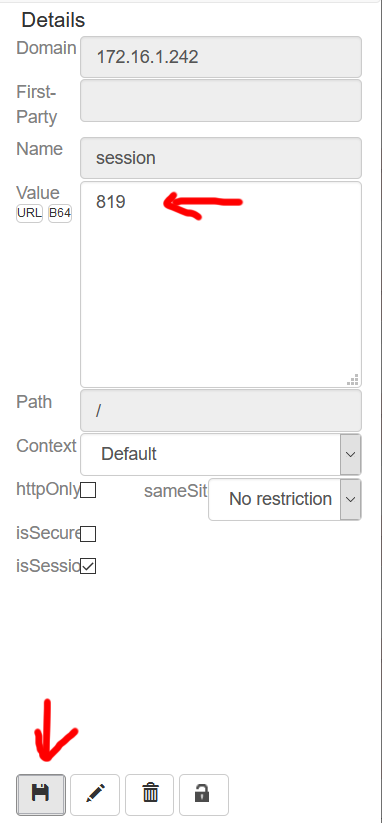 Details
Domain 172.16.1.242
First-
Party
Name session
Value 819
URL B64
Path /
Context Default
httpOnly sameSit No restriction
isSecure
isSessio